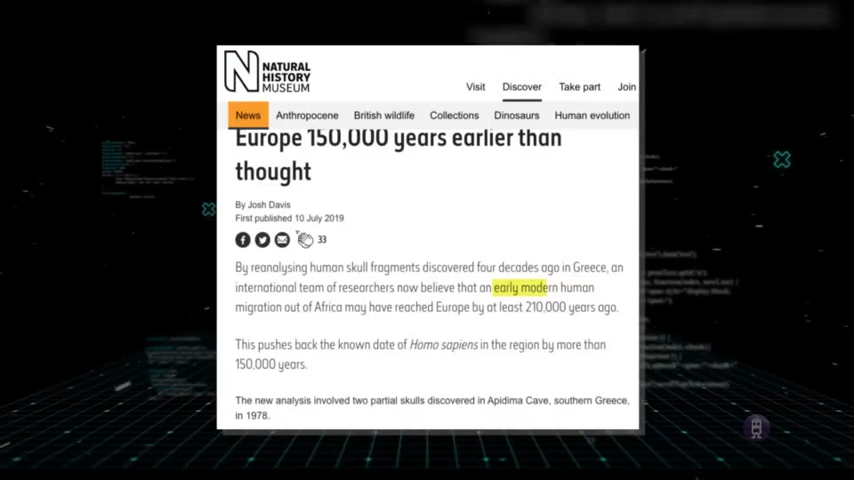 NATURAL
HISTORY
MUSEUM
Visit Discover Take part Join
News Anthropocene British wildlife Collections Dinosaurs Human evolution
Europe 150,000 years earlier than
thought
By Josh Davis
First published 10 July 2019
33
By reanalysing human skull fragments discovered four decades ago in Greece, an
international team of researchers now believe that an early modern human
migration out of Africa may have reached Europe by at least 210,000 years ago.
This pushes back the known date of Homo sapiens in the region by more than
150,000 years.
The new analysis involved two partial skulls discovered in Apidima Cave, southern Greece,
in 1978.